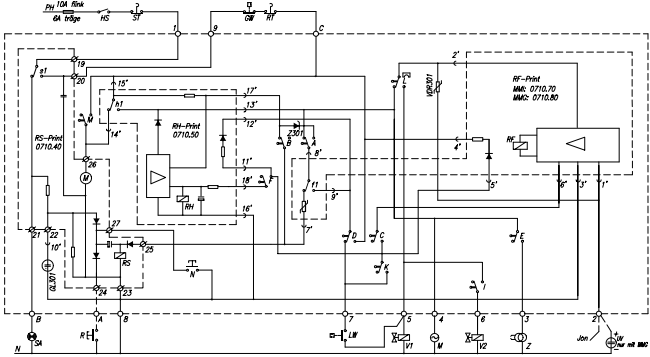 PH 10A flink
6A träge
HS
ST
GW
RT
1
9
C
19
20
s1
15'
17'
h1
13'
12'
M
14'
RS-Print
0710.40
RH-Print
0710.50
Z301
B
A
8'
L
2'
VDR301
RF-Print
MMI: 0710.70
MMC: 0710.80
RF
4'
5'
6'
3'
1'
26
M
11'
18'
F
RH
16'
f1
9'
7'
21
22
10'
QL301
27
25
RS
24
23
N
D
C
K
E
I
B
A
B
7
5
4
6
3
2
SA
R
LW
V1
M
V2
Z
Jon
UV
nur mit MMC
N